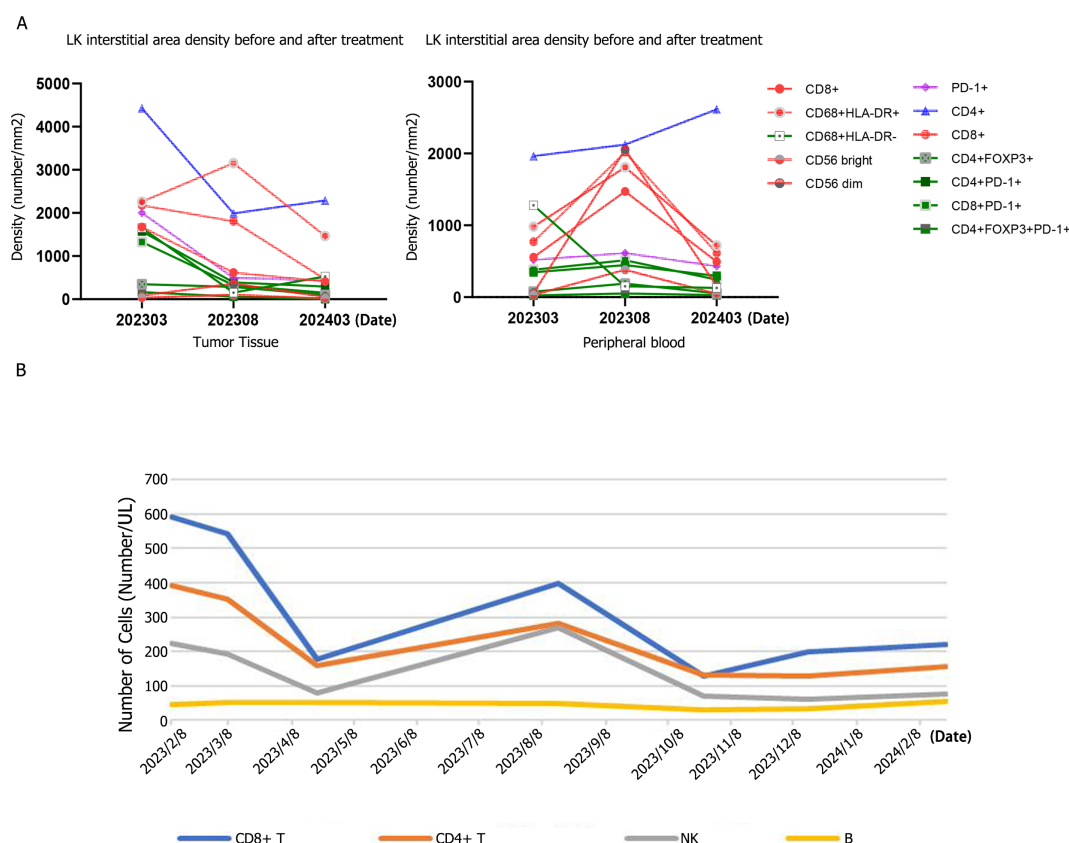 A
LK interstitial area density before and after treatment
LK interstitial area density before and after treatment
Density (number/mm2)
5000
4000
3000
2000
1000
0
202303 202308 202403 (Date)
Tumor Tissue
Density (number/mm2)
3000
2000
1000
0
202303 202308 202403 (Date)
Peripheral blood
CD8+
CD68+HLA-DR+
CD68+HLA-DR-
CD56 bright
CD56 dim
PD-1+
CD4+
CD8+
CD4+FOXP3+
CD4+PD-1+
CD8+PD-1+
CD4+FOXP3+PD-1+
B
Number of Cells (Number/UL)
700
600
500
400
300
200
100
0
2023/2/8 2023/3/8 2023/4/8 2023/5/8 2023/6/8 2023/7/8 2023/8/8 2023/9/8 2023/10/8 2023/11/8 2023/12/8 2024/1/8 2024/2/8 (Date)
CD8+ T CD4+ T NK B